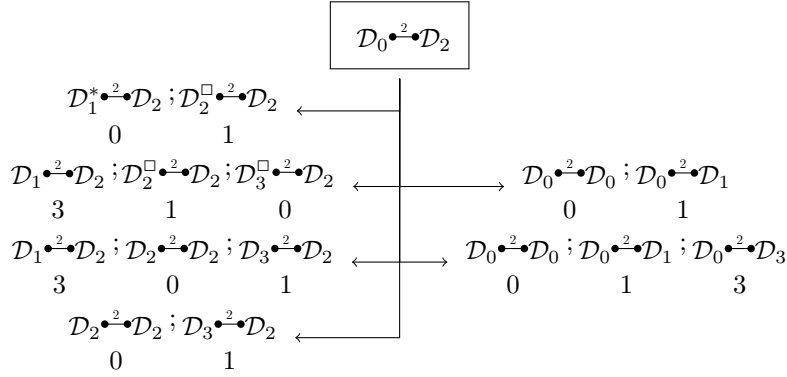 𝒟₀ •—²—• 𝒟₂
𝒟₁* •—²—• 𝒟₂ ; 𝒟₂□ •—²—• 𝒟₂
0 1
𝒟₁ •—²—• 𝒟₂ ; 𝒟₂□ •—²—• 𝒟₂ ; 𝒟₃□ •—²—• 𝒟₂ 𝒟₀ •—²—• 𝒟₀ ; 𝒟₀ •—²—• 𝒟₁
3 1 0 0 1
𝒟₁ •—²—• 𝒟₂ ; 𝒟₂ •—²—• 𝒟₂ ; 𝒟₃ •—²—• 𝒟₂ 𝒟₀ •—²—• 𝒟₀ ; 𝒟₀ •—²—• 𝒟₁ ; 𝒟₀ •—²—• 𝒟₃
3 0 1 0 1 3
𝒟₂ •—²—• 𝒟₂ ; 𝒟₃ •—²—• 𝒟₂
0 1